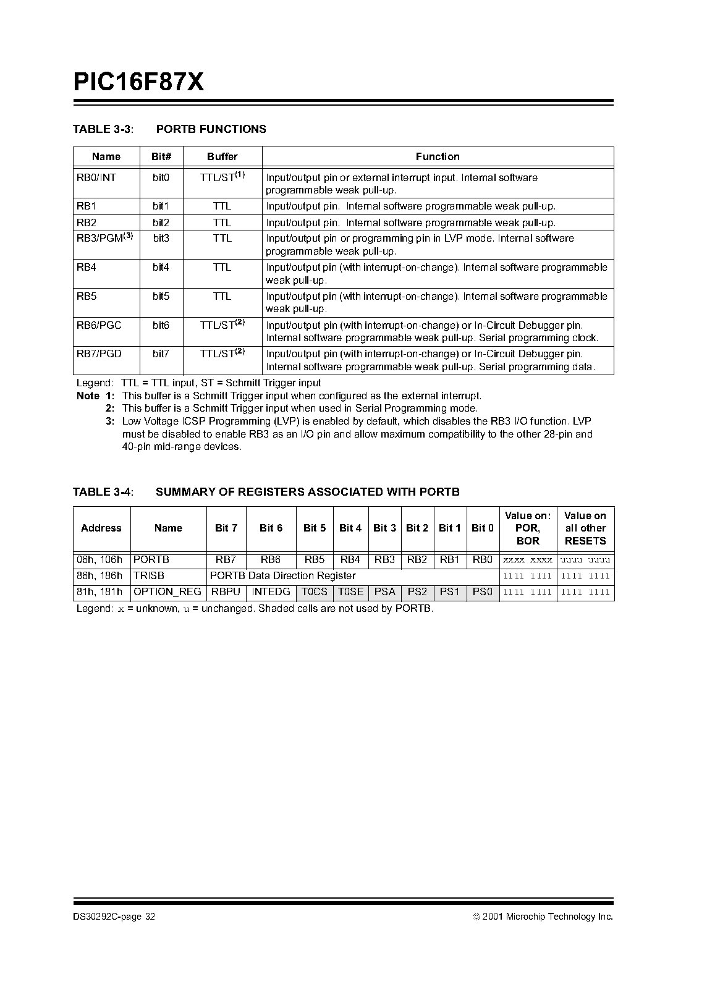 PIC16F87X
TABLE 3-3: PORTB FUNCTIONS
Name Bit# Buffer Function
RB0/INT bit0 TTL/ST(1) Input/output pin or external interrupt input. Internal software
programmable weak pull-up.
RB1 bit1 TTL Input/output pin. Internal software programmable weak pull-up.
RB2 bit2 TTL Input/output pin. Internal software programmable weak pull-up.
RB3/PGM(3) bit3 TTL Input/output pin or programming pin in LVP mode. Internal software
programmable weak pull-up.
RB4 bit4 TTL Input/output pin (with interrupt-on-change). Internal software programmable
weak pull-up.
RB5 bit5 TTL Input/output pin (with interrupt-on-change). Internal software programmable
weak pull-up.
RB6/PGC bit6 TTL/ST(2) Input/output pin (with interrupt-on-change) or In-Circuit Debugger pin.
Internal software programmable weak pull-up. Serial programming clock.
RB7/PGD bit7 TTL/ST(2) Input/output pin (with interrupt-on-change) or In-Circuit Debugger pin.
Internal software programmable weak pull-up. Serial programming data.
Legend: TTL = TTL input, ST = Schmitt Trigger input
Note 1: This buffer is a Schmitt Trigger input when configured as the external interrupt.
2: This buffer is a Schmitt Trigger input when used in Serial Programming mode.
3: Low Voltage ICSP Programming (LVP) is enabled by default, which disables the RB3 I/O function. LVP
must be disabled to enable RB3 as an I/O pin and allow maximum compatibility to the other 28-pin and
40-pin mid-range devices.
TABLE 3-4: SUMMARY OF REGISTERS ASSOCIATED WITH PORTB
Address Name Bit 7 Bit 6 Bit 5 Bit 4 Bit 3 Bit 2 Bit 1 Bit 0 Value on: POR, BOR Value on all other RESETS
06h, 106h PORTB RB7 RB6 RB5 RB4 RB3 RB2 RB1 RB0 xxxx xxxx uuuu uuuu
86h, 186h TRISB PORTB Data Direction Register 1111 1111 1111 1111
81h, 181h OPTION_REG RBPU INTEDG T0CS T0SE PSA PS2 PS1 PS0 1111 1111 1111 1111
Legend: x = unknown, u = unchanged. Shaded cells are not used by PORTB.
DS30292C-page 32 © 2001 Microchip Technology Inc.